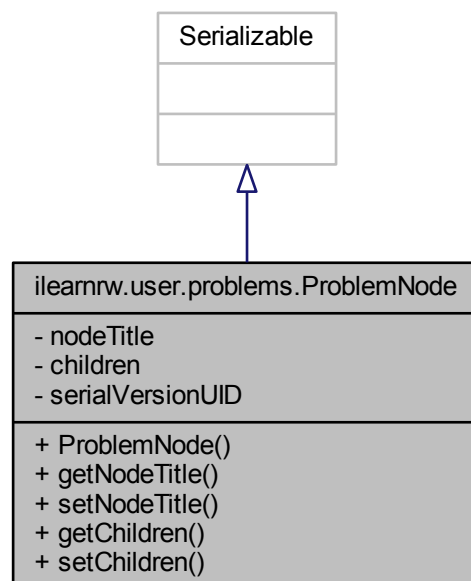 Serializable
ilearnrw.user.problems.ProblemNode
- nodeTitle
- children
- serialVersionUID
+ ProblemNode()
+ getNodeTitle()
+ setNodeTitle()
+ getChildren()
+ setChildren()